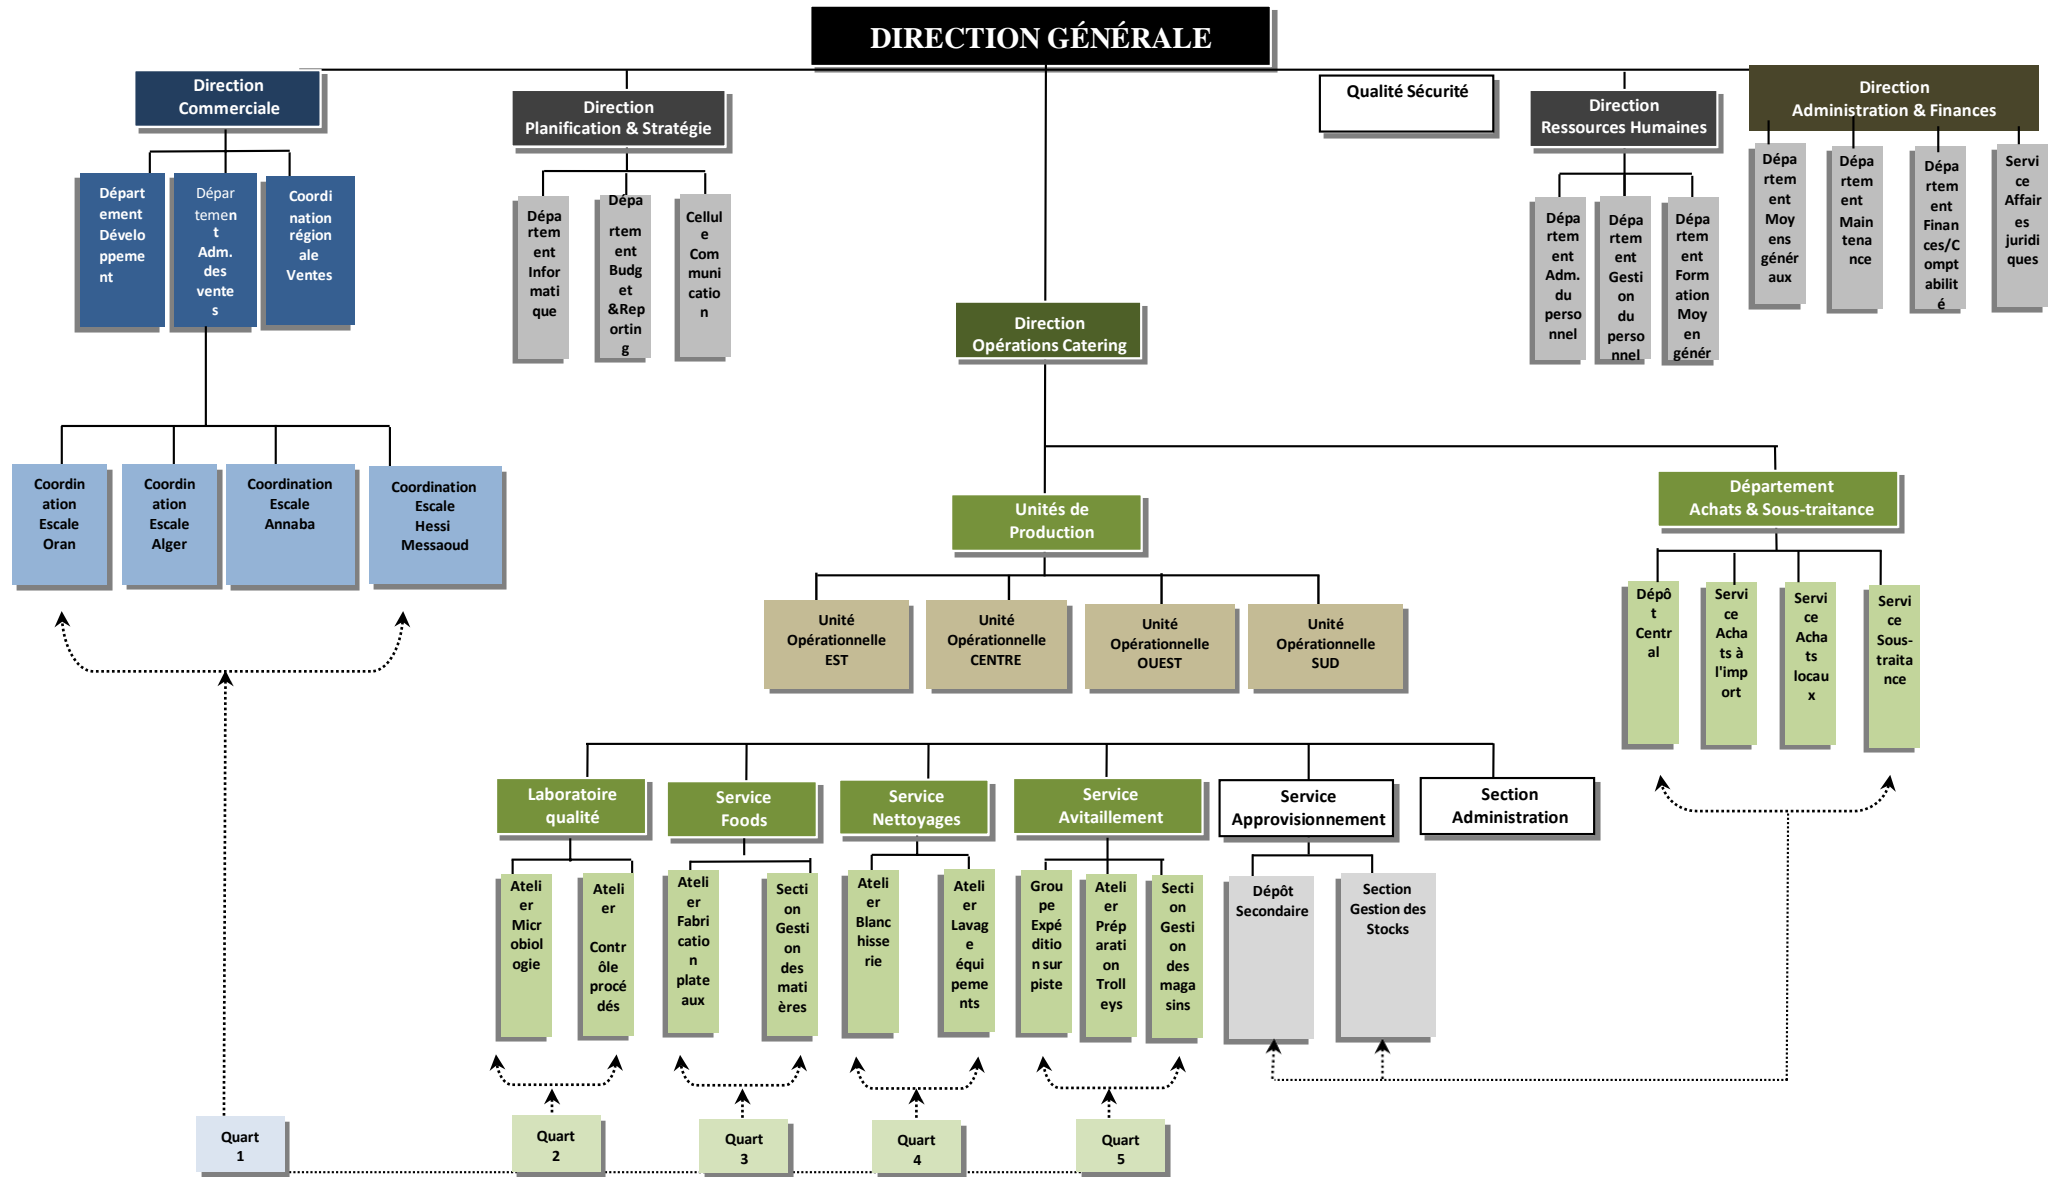 DIRECTION GÉNÉRALE
Direction
Commerciale
Direction
Planification & Stratégie
Qualité Sécurité
Direction
Ressources Humaines
Direction
Administration & Finances
Départ
ement
Dévelo
ppeme
nt
Dépar
temen
t
Adm.
des
vente
s
Coordi
nation
région
ale
Ventes
Dépa
rtem
ent
Infor
mati
que
Dépa
rtem
ent
Budg
et
&Rep
ortin
g
Cellul
e
Com
muni
catio
n
Dépa
rtem
ent
Adm.
du
perso
nnel
Dépa
rtem
ent
Gesti
on
du
perso
nnel
Dépa
rtem
ent
Form
ation
Moy
en
génér
Dépa
rtem
ent
Moy
ens
génér
aux
Dépa
rtem
ent
Main
tena
nce
Dépa
rtem
ent
Finan
ces/C
ompt
abilit
é
Servi
ce
Affair
es
juridi
ques
Direction
Opérations Catering
Coordin
ation
Escale
Oran
Coordin
ation
Escale
Alger
Coordination
Escale
Annaba
Coordination
Escale
Hessi
Messaoud
Unités de
Production
Département
Achats & Sous-traitance
Unité
Opérationnelle
EST
Unité
Opérationnelle
CENTRE
Unité
Opérationnelle
OUEST
Unité
Opérationnelle
SUD
Dépô
t
Centr
al
Servi
ce
Acha
ts à
l'imp
ort
Servi
ce
Acha
ts
locau
x
Servi
ce
Sous-
traita
nce
Laboratoire
qualité
Service
Foods
Service
Nettoyages
Service
Avitaillement
Service
Approvisionnement
Section
Administration
Ateli
er
Micr
obiol
ogie
Ateli
er
Contr
ôle
procé
dés
Ateli
er
Fabri
catio
n
plate
aux
Secti
on
Gesti
on
des
mati
ères
Ateli
er
Blanc
hisse
rie
Ateli
er
Lavag
e
équi
peme
nts
Grou
pe
Expé
ditio
n sur
piste
Ateli
er
Prép
arati
on
Troll
eys
Secti
on
Gesti
on
des
maga
sins
Dépôt
Secondaire
Section
Gestion des
Stocks
Quart
1
Quart
2
Quart
3
Quart
4
Quart
5